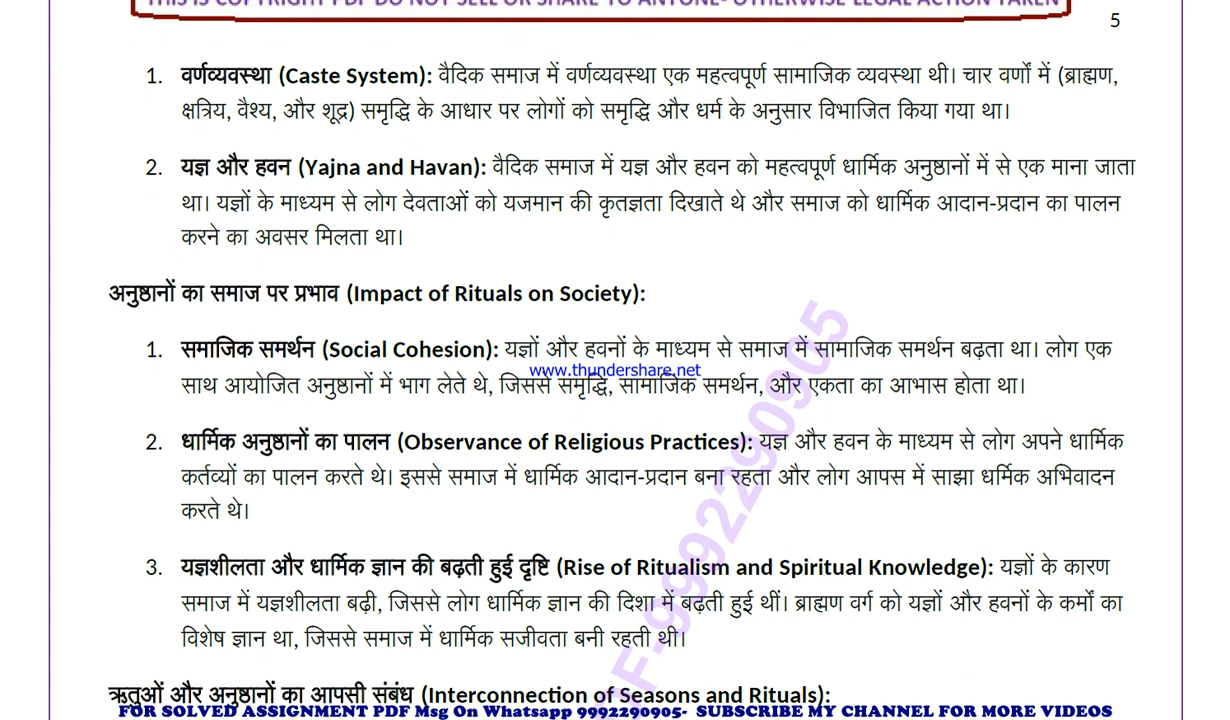 THIS IS COPYRIGHT PDF DO NOT SELL OR SHARE TO ANYONE- OTHERWISE LEGAL ACTION TAKEN
5
1. वर्णव्यवस्था (Caste System): वैदिक समाज में वर्णव्यवस्था एक महत्वपूर्ण सामाजिक व्यवस्था थी। चार वर्णों में (ब्राह्मण,
क्षत्रिय, वैश्य, और शूद्र) समृद्धि के आधार पर लोगों को समृद्धि और धर्म के अनुसार विभाजित किया गया था।
2. यज्ञ और हवन (Yajna and Havan): वैदिक समाज में यज्ञ और हवन को महत्वपूर्ण धार्मिक अनुष्ठानों में से एक माना जाता
था। यज्ञों के माध्यम से लोग देवताओं को यजमान की कृतज्ञता दिखाते थे और समाज को धार्मिक आदान-प्रदान का पालन
करने का अवसर मिलता था।
अनुष्ठानों का समाज पर प्रभाव (Impact of Rituals on Society):
1. समाजिक समर्थन (Social Cohesion): यज्ञों और हवनों के माध्यम से समाज में सामाजिक समर्थन बढ़ता था। लोग एक
www.thundershare.net
साथ आयोजित अनुष्ठानों में भाग लेते थे, जिससे समृद्धि, सामाजिक समर्थन, और एकता का आभास होता था।
2. धार्मिक अनुष्ठानों का पालन (Observance of Religious Practices): यज्ञ और हवन के माध्यम से लोग अपने धार्मिक
कर्तव्यों का पालन करते थे। इससे समाज में धार्मिक आदान-प्रदान बना रहता और लोग आपस में साझा धर्मिक अभिवादन
करते थे।
3. यज्ञशीलता और धार्मिक ज्ञान की बढ़ती हुई दृष्टि (Rise of Ritualism and Spiritual Knowledge): यज्ञों के कारण
समाज में यज्ञशीलता बढ़ी, जिससे लोग धार्मिक ज्ञान की दिशा में बढ़ती हुई थीं। ब्राह्मण वर्ग को यज्ञों और हवनों के कर्मों का
विशेष ज्ञान था, जिससे समाज में धार्मिक सजीवता बनी रहती थी।
F-9992290905
ऋतुओं और अनुष्ठानों का आपसी संबंध (Interconnection of Seasons and Rituals):
FOR SOLVED ASSIGNMENT PDF Msg On Whatsapp 9992290905- SUBSCRIBE MY CHANNEL FOR MORE VIDEOS